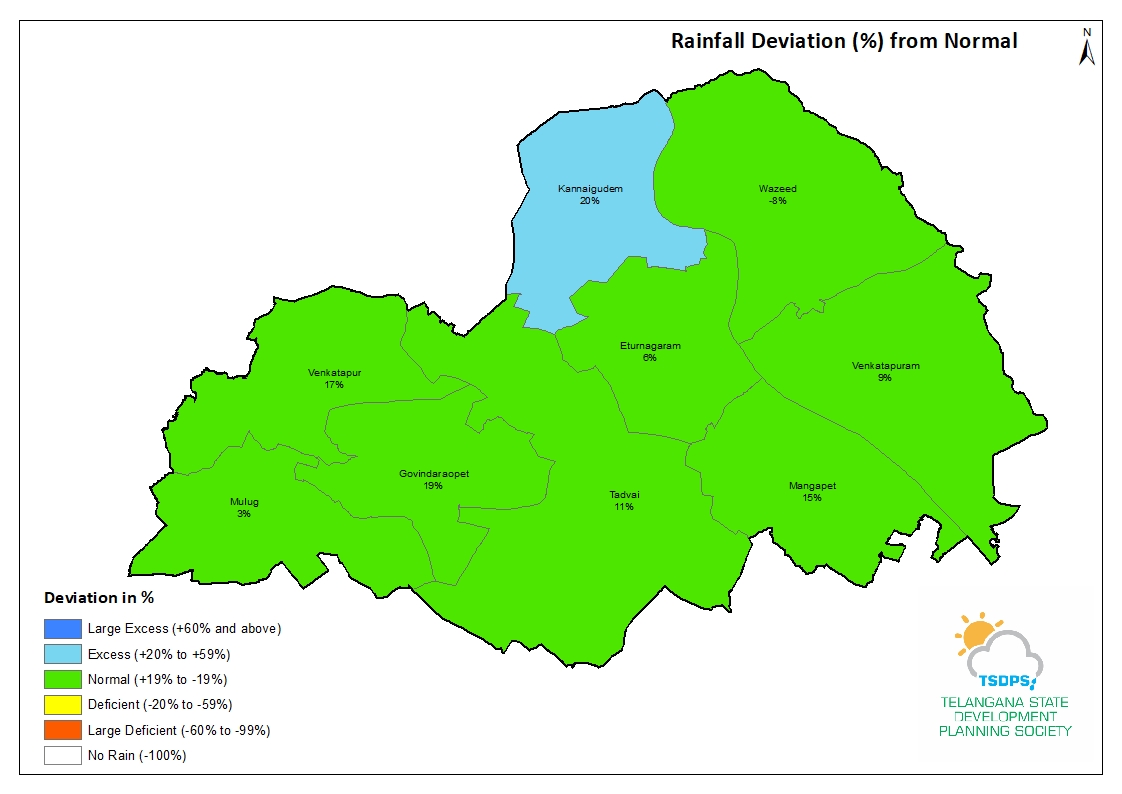 Rainfall Deviation (%) from Normal
N
Kannaigudem
20%
Wazeed
-8%
Eturnagaram
6%
Venkatapuram
9%
Venkatapur
17%
Govindaraopet
19%
Mulug
3%
Tadvai
11%
Mangapet
15%
Deviation in %
Large Excess (+60% and above)
Excess (+20% to +59%)
Normal (+19% to -19%)
Deficient (-20% to -59%)
Large Deficient (-60% to -99%)
No Rain (-100%)
TSDPS
TELANGANA STATE
DEVELOPMENT
PLANNING SOCIETY